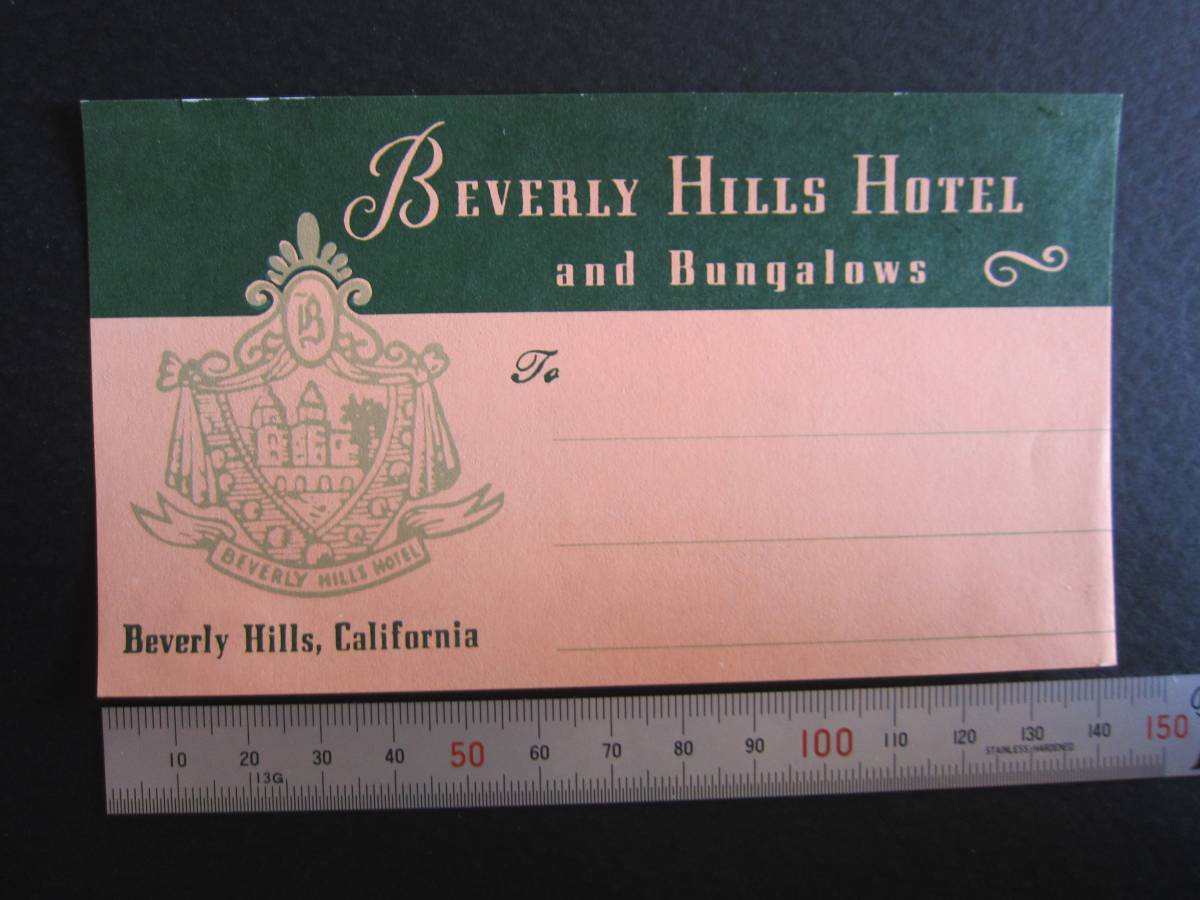 Beverly Hills Hotel
and Bungalows
B
To
BEVERLY HILLS HOTEL
Beverly Hills, California
10 20 30 40 50 60 70 80 90 100 110 120 130 140 150
STAINLESS HARDENED
13G